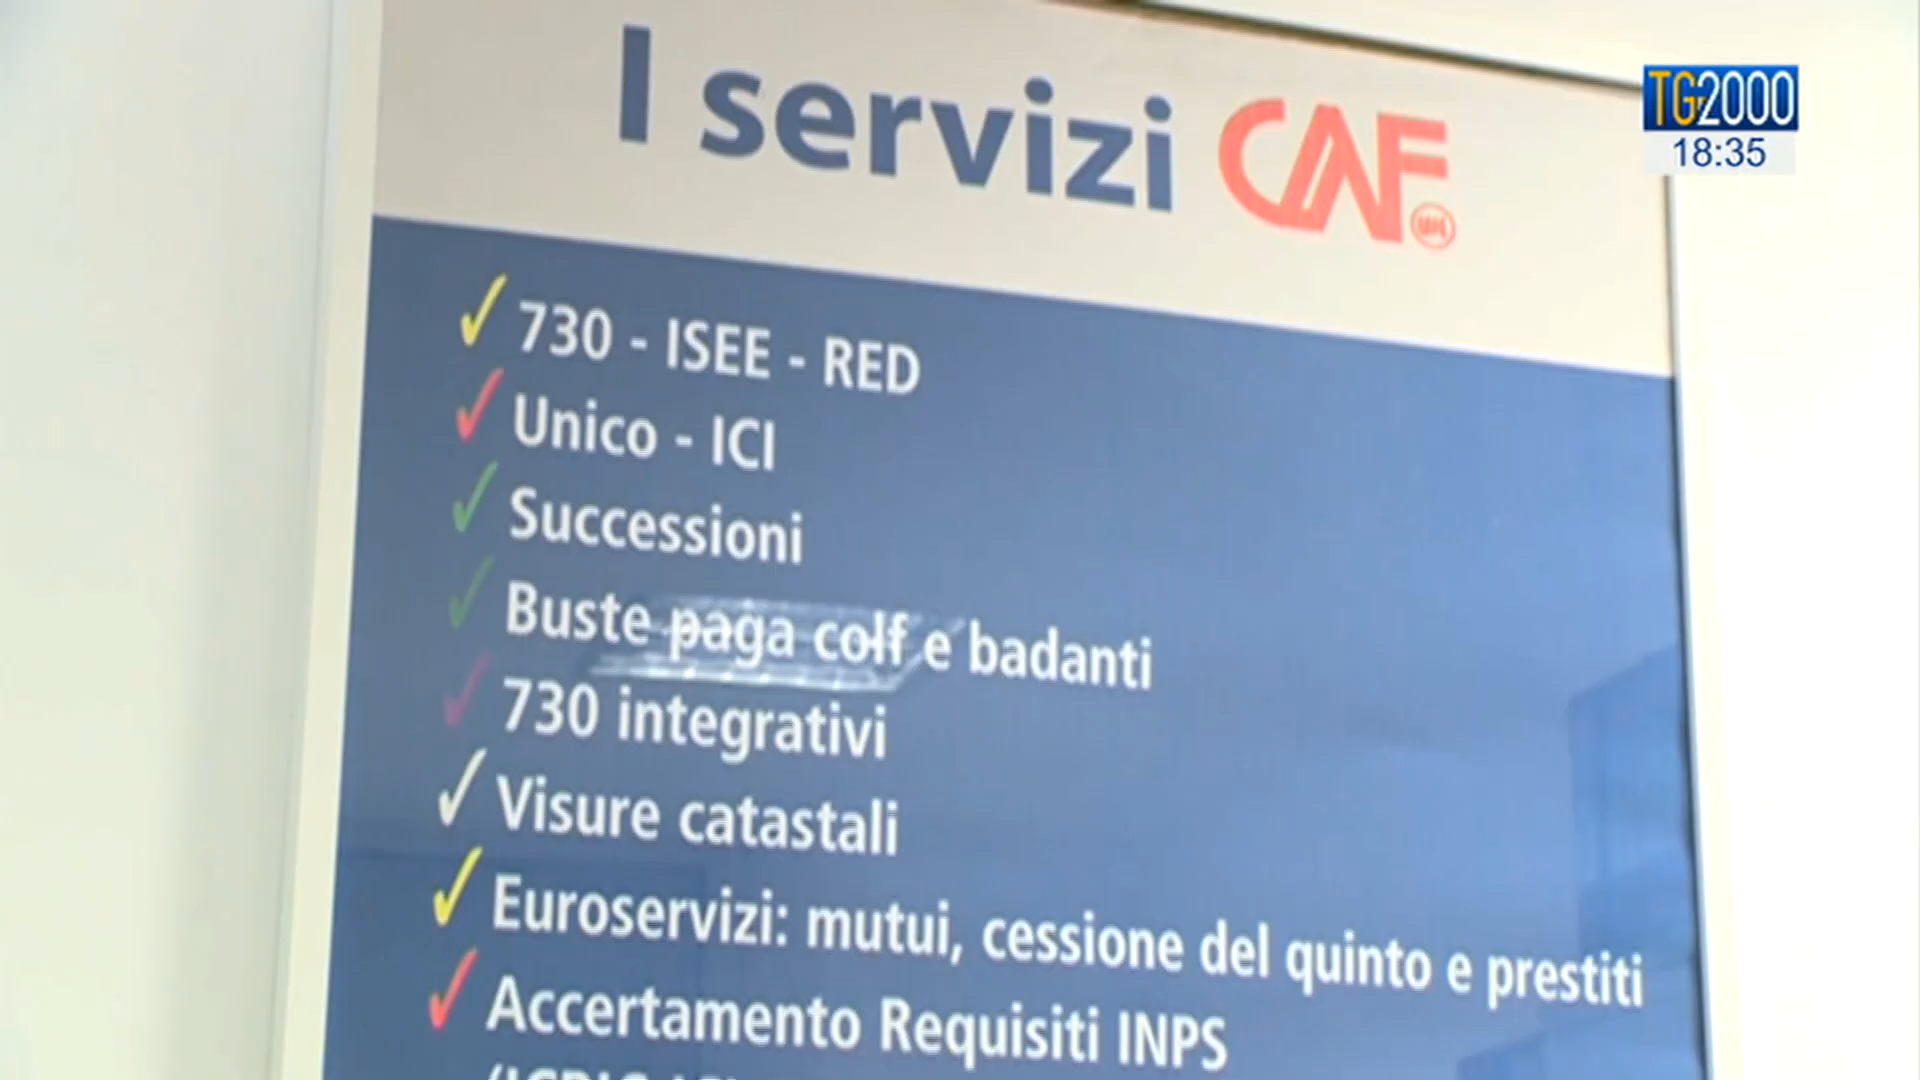 I servizi CAF
TG2000
18:35
730 - ISEE - RED
Unico - ICI
Successioni
Buste paga colf e badanti
730 integrativi
Visure catastali
Euroservizi: mutui, cessione del quinto e prestiti
Accertamento Requisiti INPS